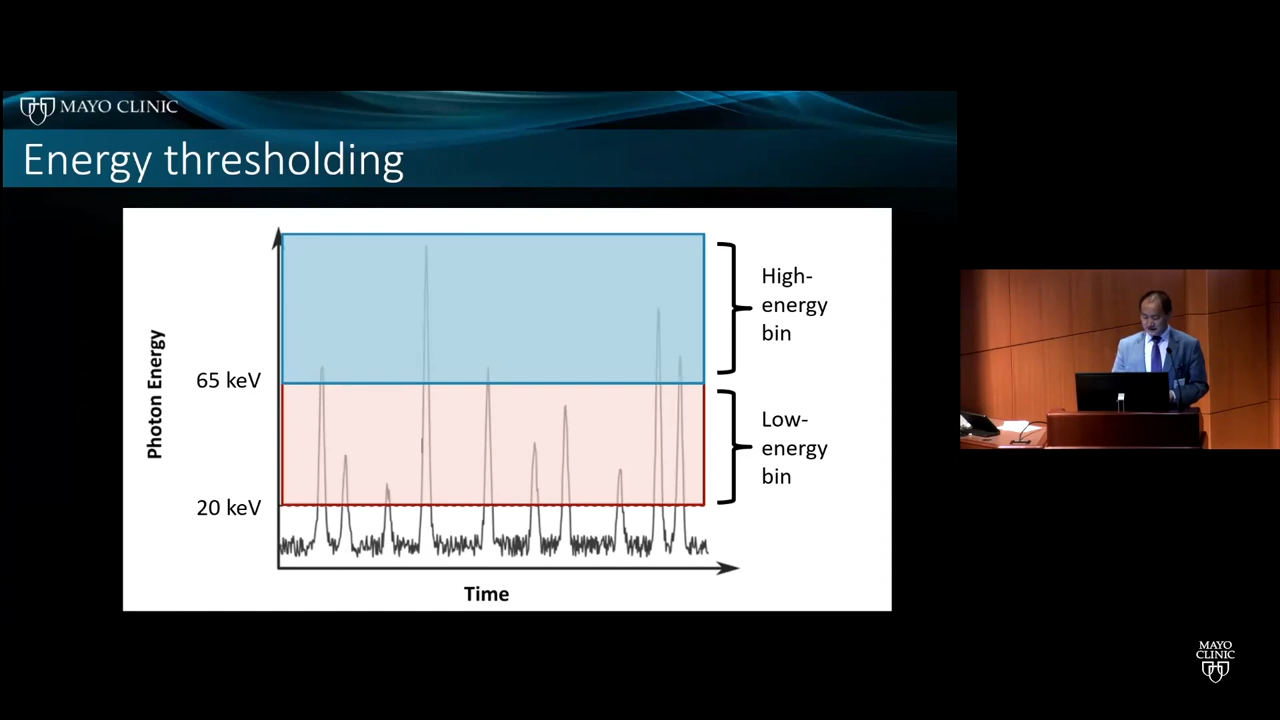 MAYO CLINIC
Energy thresholding
High-
energy
bin
Photon Energy
65 keV
Low-
energy
bin
20 keV
Time
MAYO
CLINIC